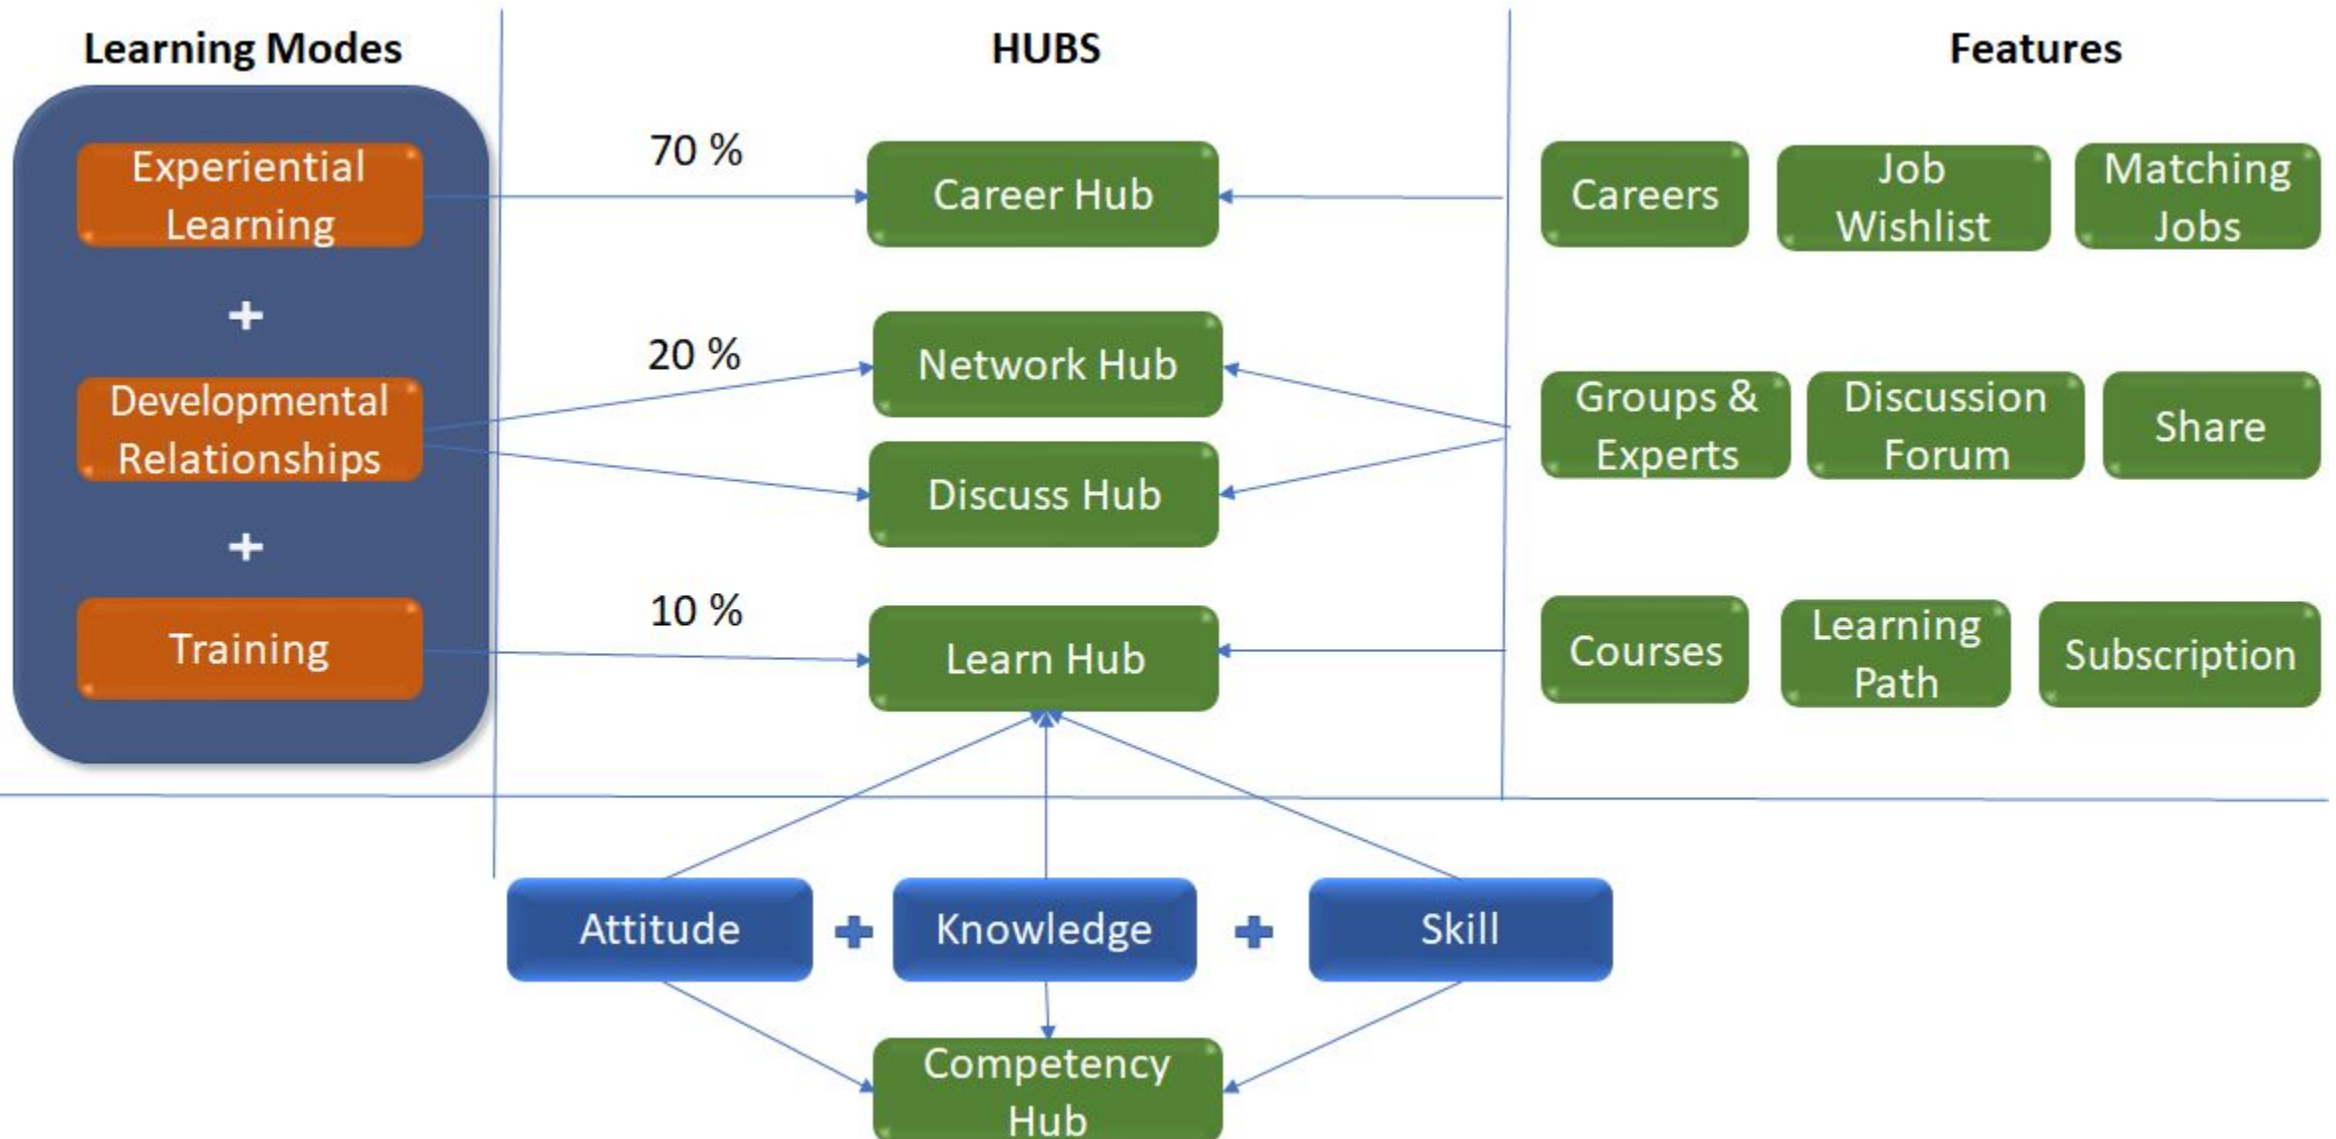 Learning Modes
HUBS
Features
Experiential
Learning
+
Developmental
Relationships
+
Training
70 %
Career Hub
20 %
Network Hub
Discuss Hub
10 %
Learn Hub
Careers
Job
Wishlist
Matching
Jobs
Groups &
Experts
Discussion
Forum
Share
Courses
Learning
Path
Subscription
Attitude + Knowledge + Skill
Competency
Hub